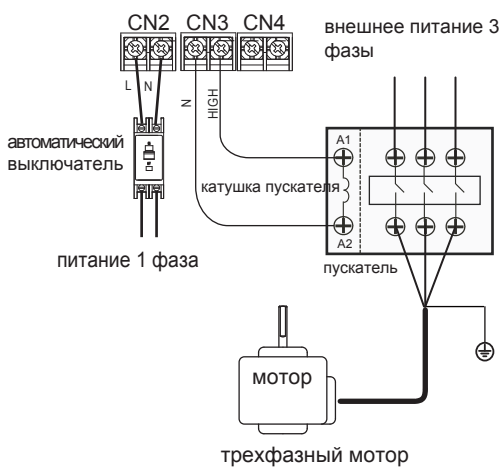 CN2 CN3 CN4
внешнее питание 3
фазы
L N
N
HIGH
автоматический
выключатель
A1
катушка пускателя
A2
питание 1 фаза
пускатель
мотор
трехфазный мотор